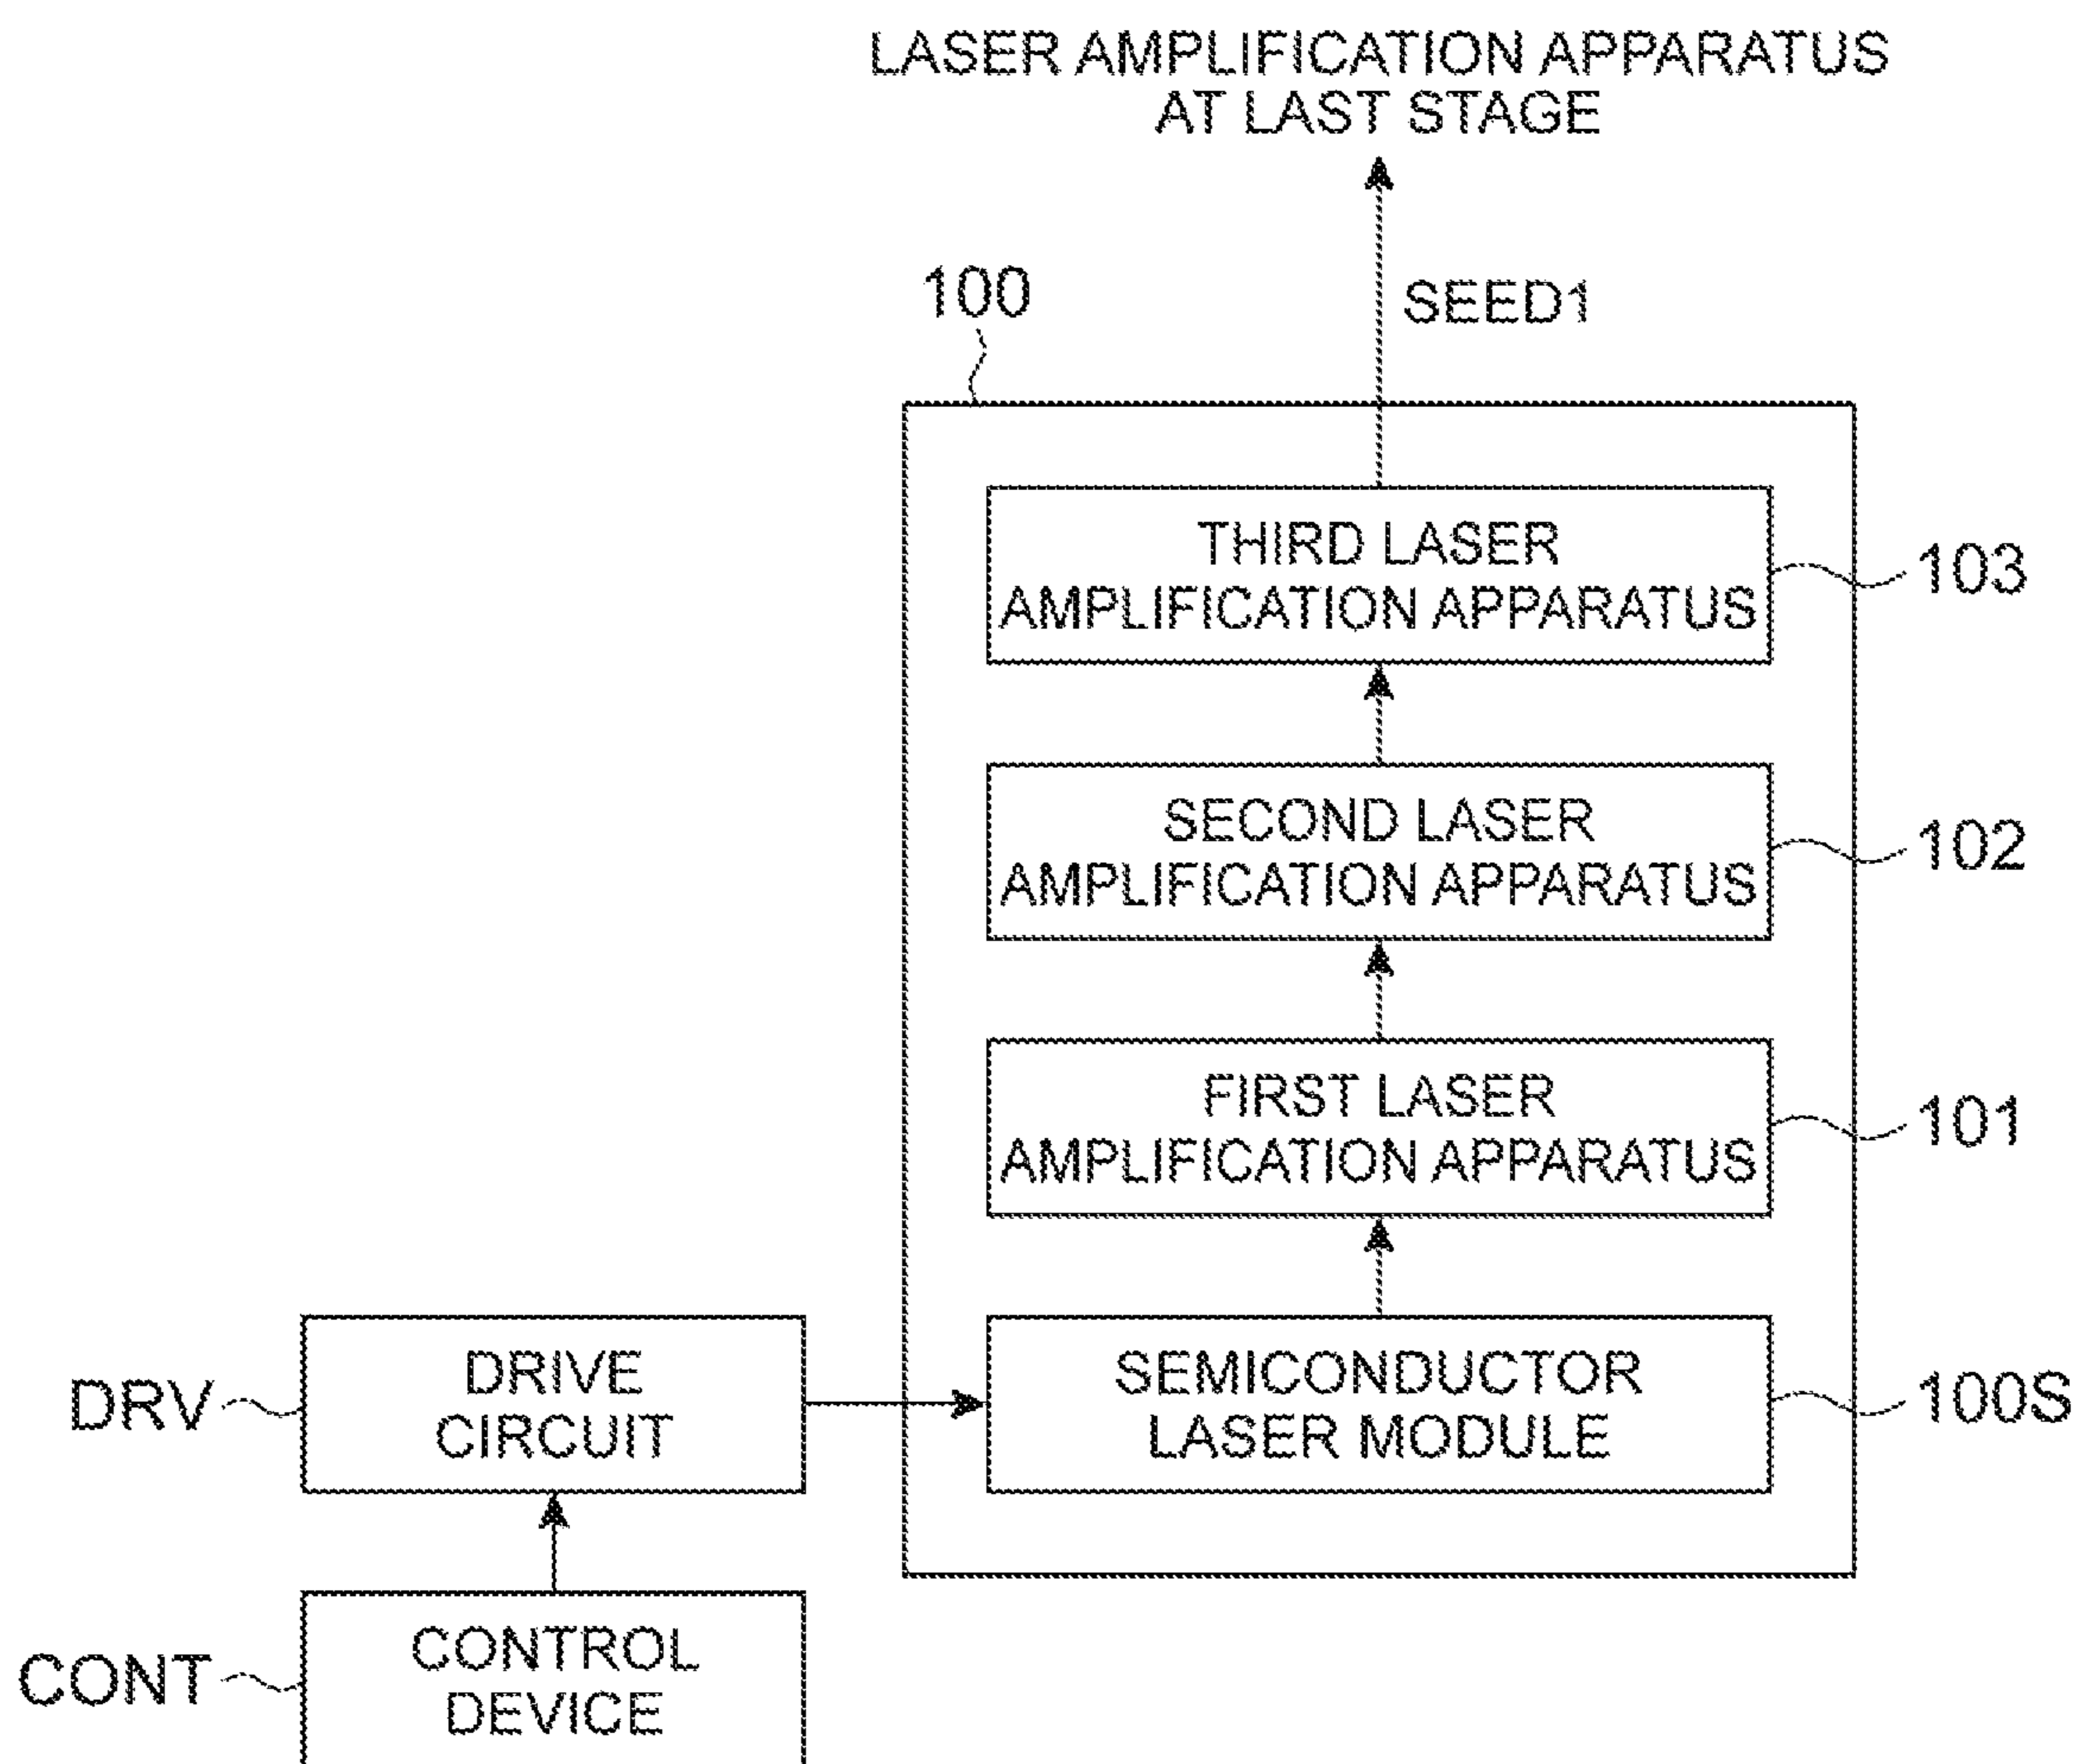 LASER AMPLIFICATION APPARATUS
AT LAST STAGE
100
SEED1
THIRD LASER
AMPLIFICATION APPARATUS
103
SECOND LASER
AMPLIFICATION APPARATUS
102
FIRST LASER
AMPLIFICATION APPARATUS
101
DRV
DRIVE
CIRCUIT
SEMICONDUCTOR
LASER MODULE
100S
CONT
CONTROL
DEVICE